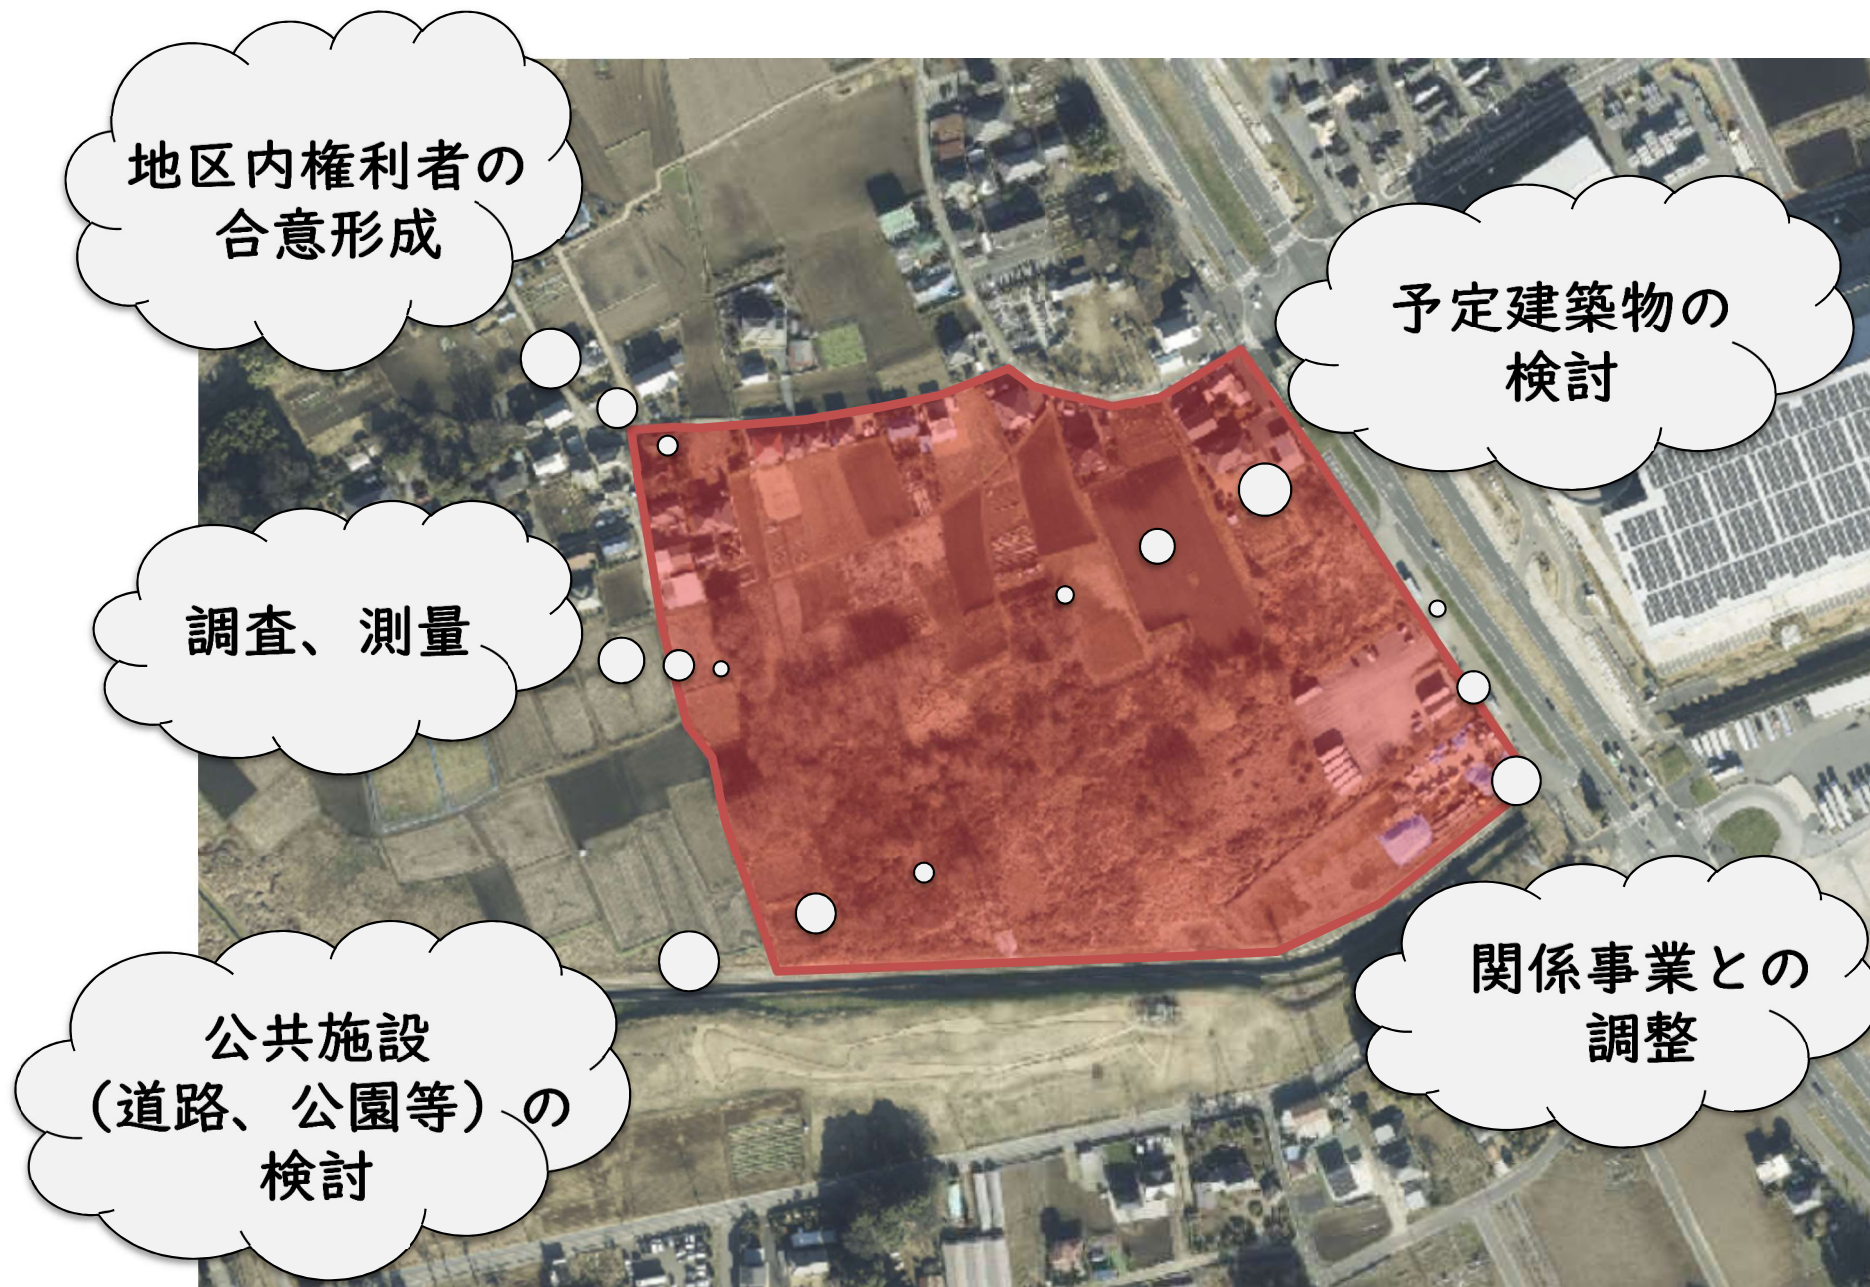 地区内権利者の
合意形成
予定建築物の
検討
調査、測量
公共施設
（道路、公園等）の
検討
関係事業との
調整